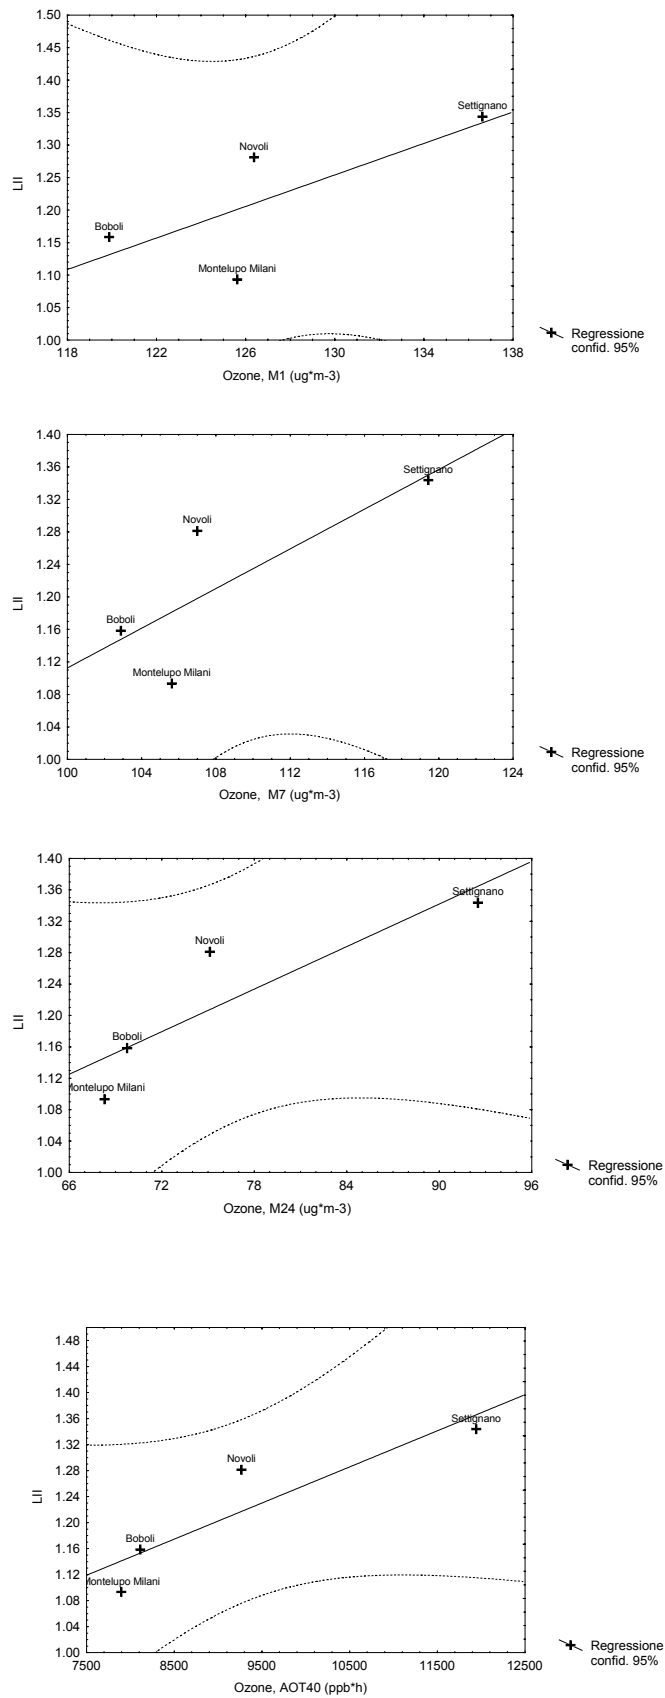 1.50
1.45
1.40
1.35
1.30
1.25
1.20
1.15
1.10
1.05
1.00
LII
Settignano
Novoli
Boboli
Montelupo Milani
118 122 126 130 134 138
Ozone, M1 (ug*m-3)
Regressione
confid. 95%
1.40
1.36
1.32
1.28
1.24
1.20
1.16
1.12
1.08
1.04
1.00
LII
Settignano
Novoli
Boboli
Montelupo Milani
100 104 108 112 116 120 124
Ozone, M7 (ug*m-3)
Regressione
confid. 95%
1.40
1.36
1.32
1.28
1.24
1.20
1.16
1.12
1.08
1.04
1.00
LII
Settignano
Novoli
Boboli
ontelupo Milani
66 72 78 84 90 96
Ozone, M24 (ug*m-3)
Regressione
confid. 95%
1.48
1.44
1.40
1.36
1.32
1.28
1.24
1.20
1.16
1.12
1.08
1.04
1.00
LII
Settignano
Novoli
Boboli
ontelupo Milani
7500 8500 9500 10500 11500 12500
Ozone, AOT40 (ppb*h)
Regressione
confid. 95%